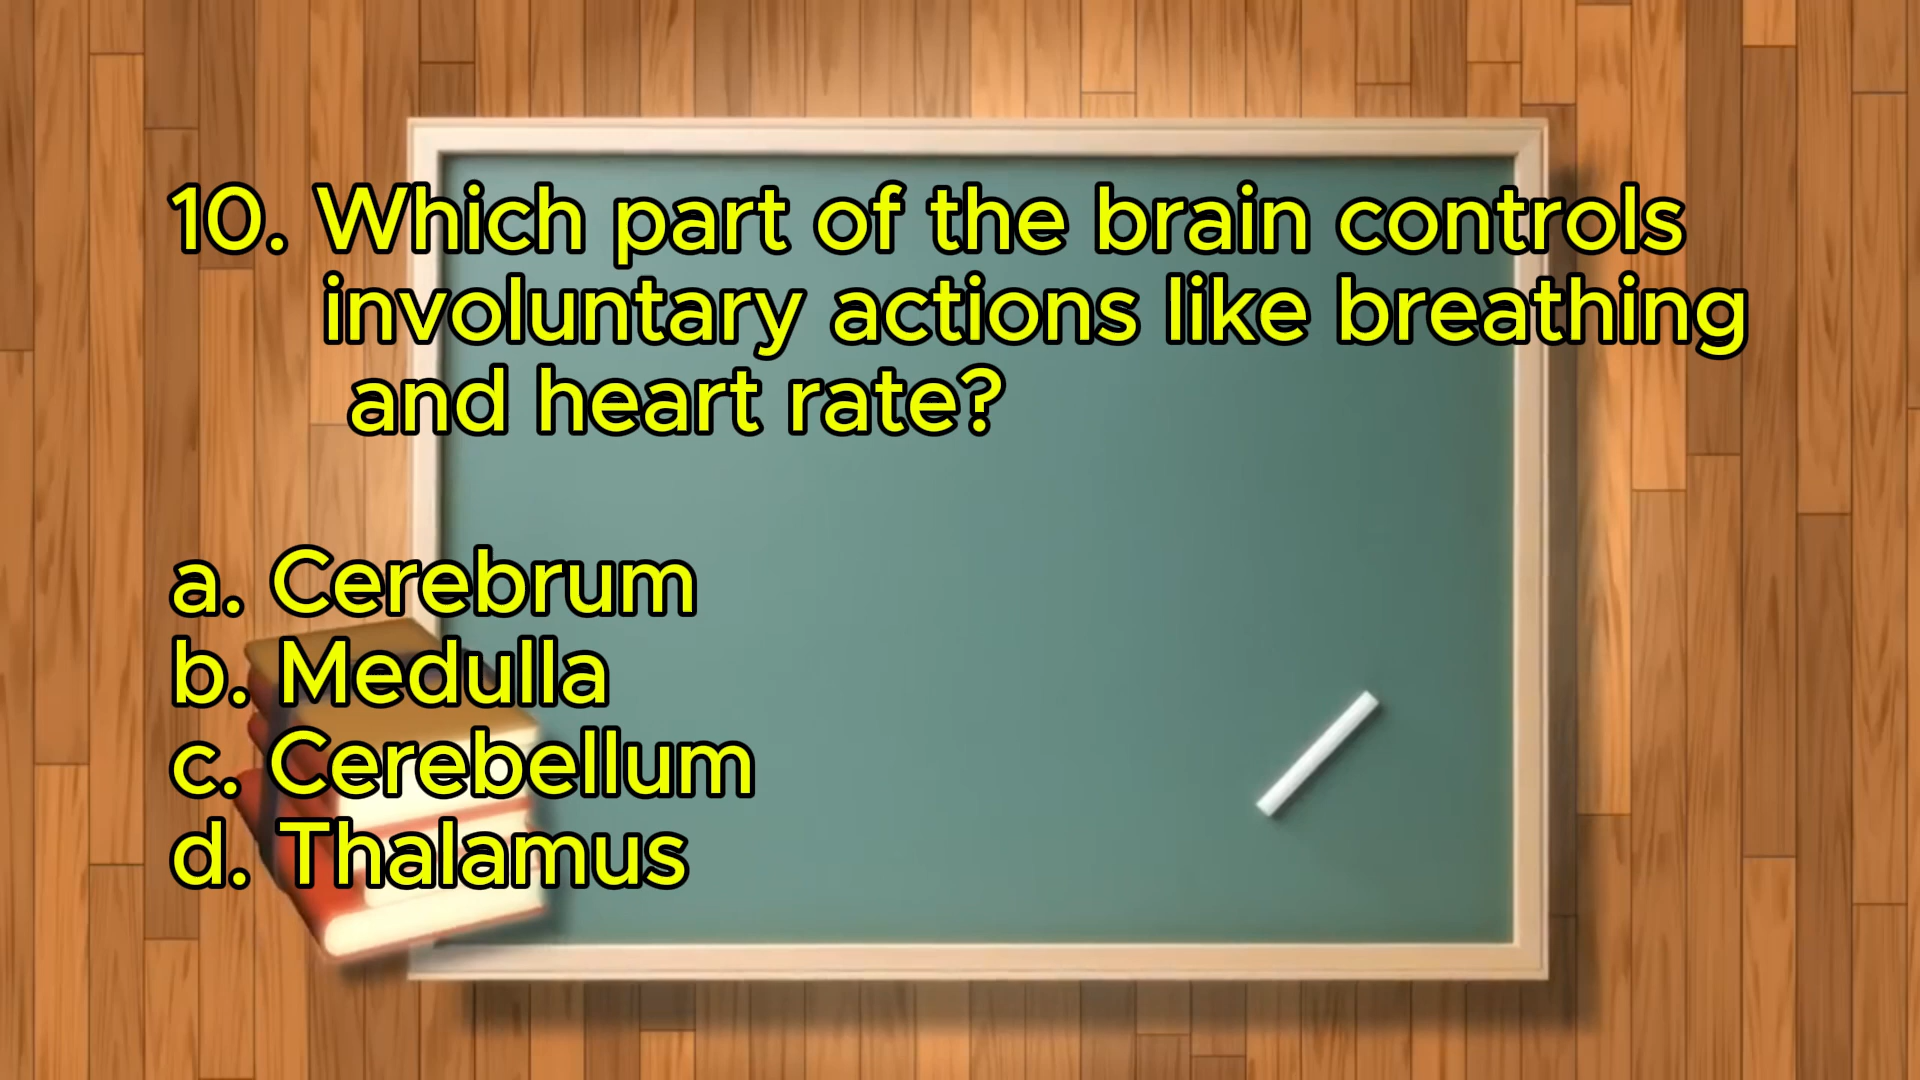 10. Which part of the brain controls
involuntary actions like breathing
and heart rate?
a. Cerebrum
b. Medulla
c. Cerebellum
d. Thalamus